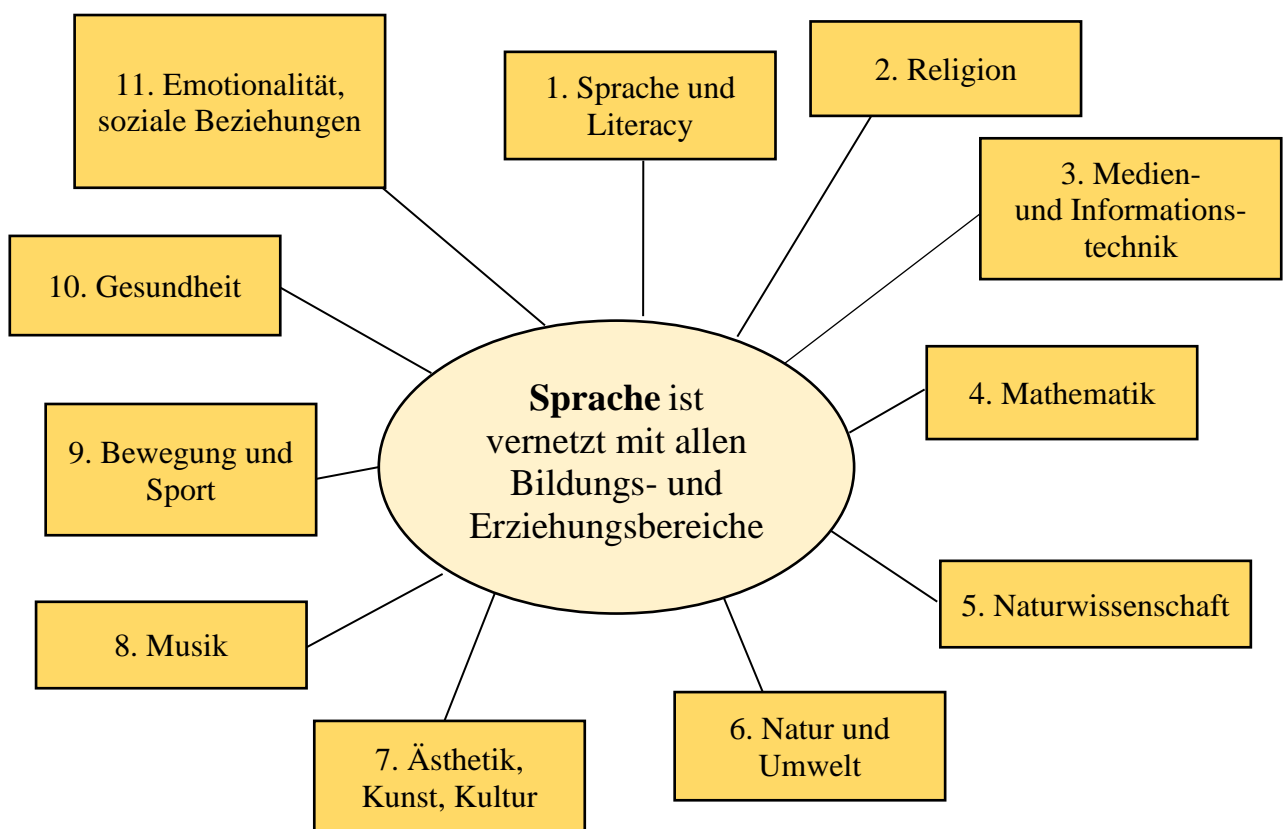 11. Emotionalität,
soziale Beziehungen
1. Sprache und
Literacy
2. Religion
3. Medien-
und Informations-
technik
10. Gesundheit
Sprache ist
vernetzt mit allen
Bildungs- und
Erziehungsbereiche
4. Mathematik
9. Bewegung und
Sport
5. Naturwissenschaft
8. Musik
6. Natur und
Umwelt
7. Ästhetik,
Kunst, Kultur